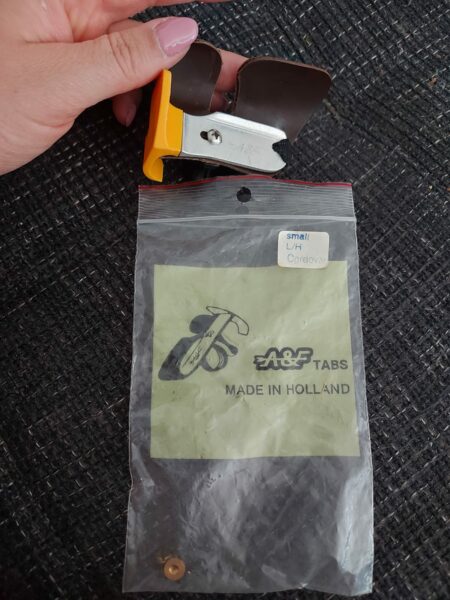 small
L/H
Cordovan
A&F TABS
MADE IN HOLLAND